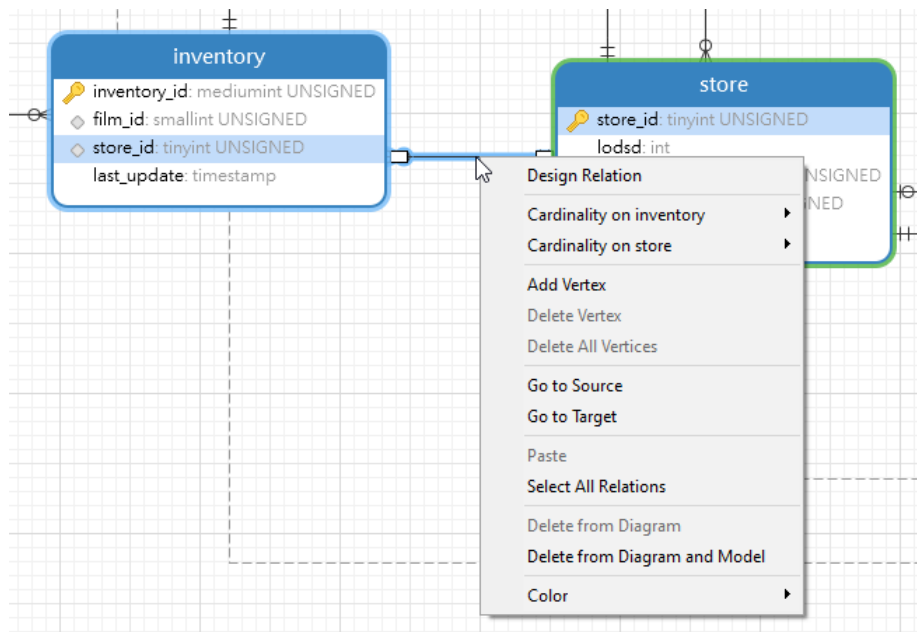 inventory
inventory_id: mediumint UNSIGNED
film_id: smallint UNSIGNED
store_id: tinyint UNSIGNED
last_update: timestamp
store
store_id: tinyint UNSIGNED
lodsd: int
Design Relation
Cardinality on inventory
Cardinality on store
Add Vertex
Delete Vertex
Delete All Vertices
Go to Source
Go to Target
Paste
Select All Relations
Delete from Diagram
Delete from Diagram and Model
Color